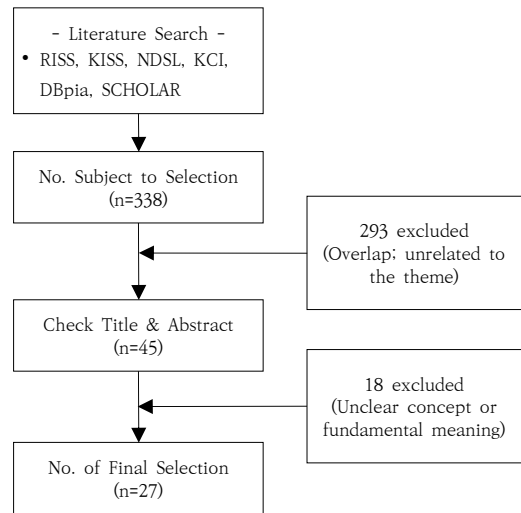 - Literature Search -
• RISS, KISS, NDSL, KCI,
DBpia, SCHOLAR
No. Subject to Selection
(n=338)
293 excluded
(Overlap; unrelated to
the theme)
Check Title & Abstract
(n=45)
18 excluded
(Unclear concept or
fundamental meaning)
No. of Final Selection
(n=27)